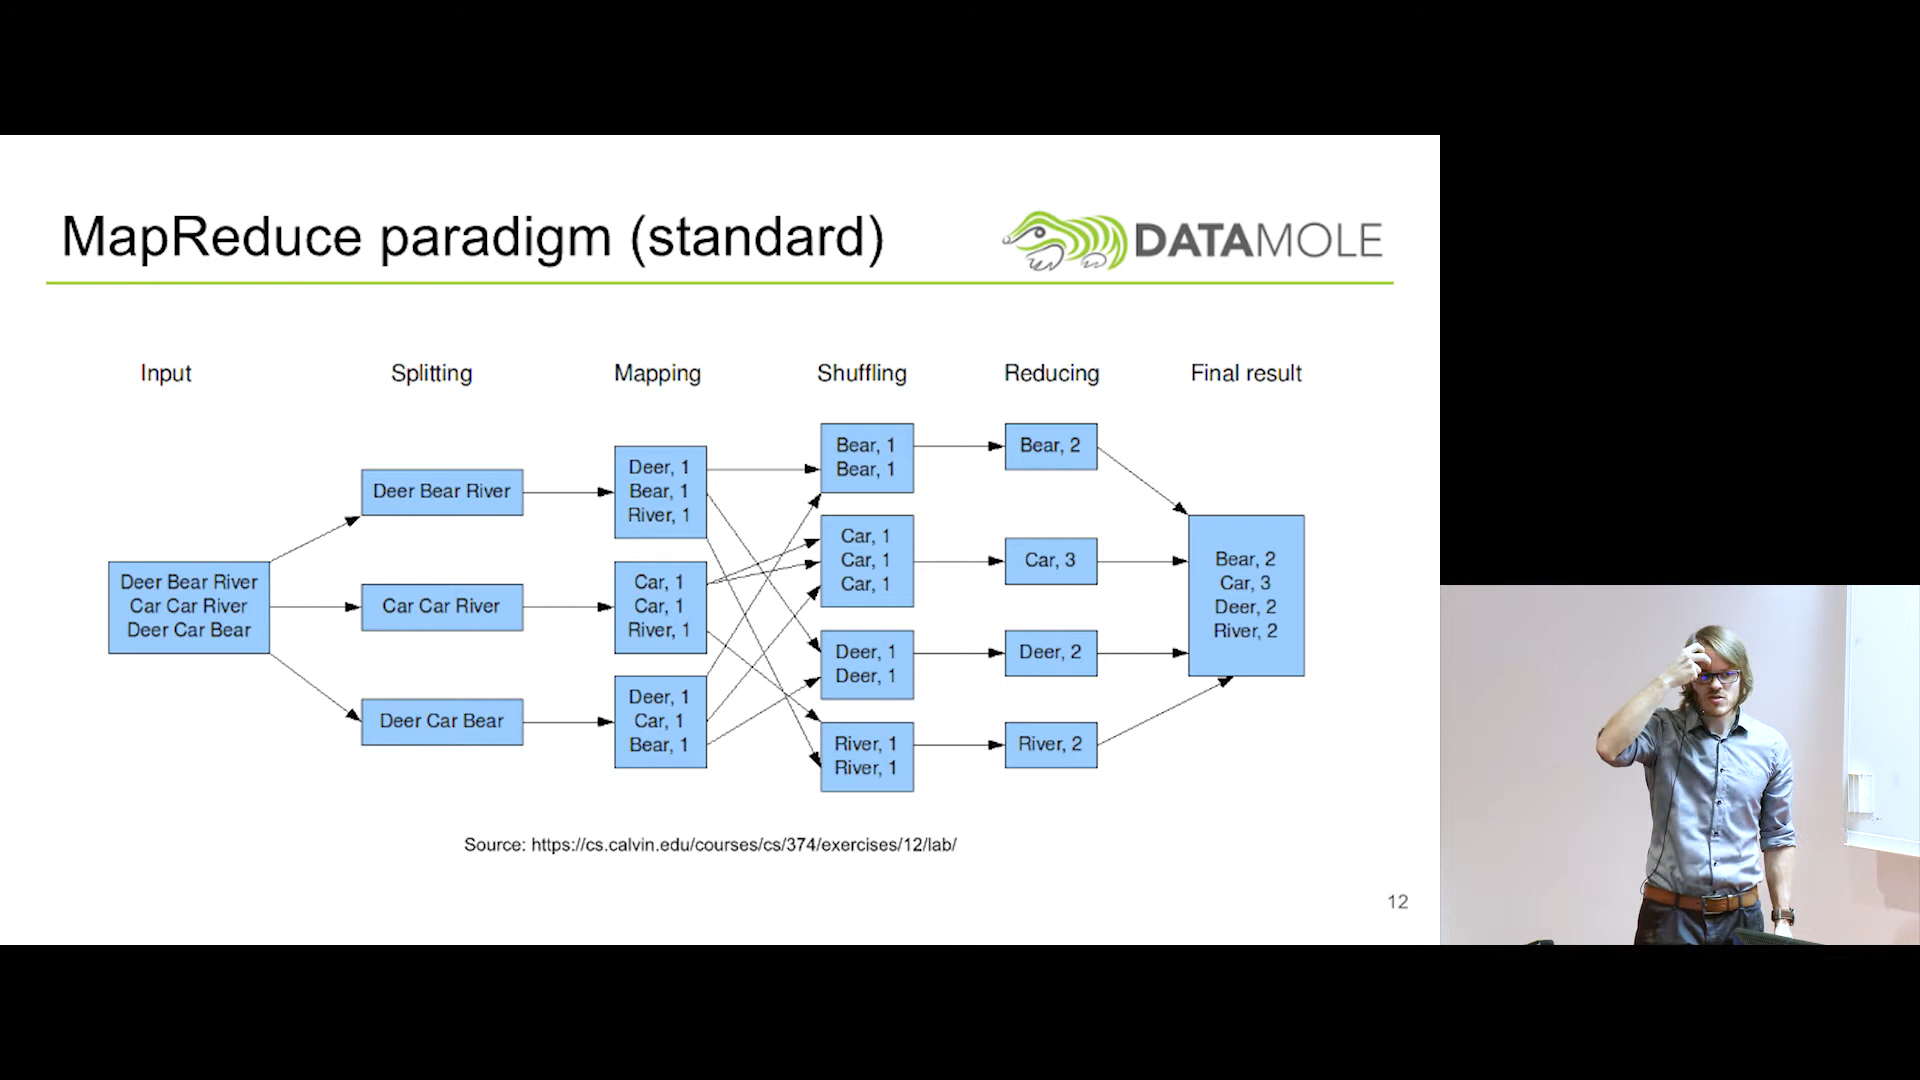 MapReduce paradigm (standard)
DATAMOLE
Input
Splitting
Mapping
Shuffling
Reducing
Final result
Deer Bear River
Car Car River
Deer Car Bear
Deer Bear River
Car Car River
Deer Car Bear
Deer, 1
Bear, 1
River, 1
Car, 1
Car, 1
River, 1
Deer, 1
Car, 1
Bear, 1
Bear, 1
Bear, 1
Car, 1
Car, 1
Car, 1
Deer, 1
Deer, 1
River, 1
River, 1
Bear, 2
Car, 3
Deer, 2
River, 2
Bear, 2
Car, 3
Deer, 2
River, 2
Source: https://cs.calvin.edu/courses/cs/374/exercises/12/lab/
12